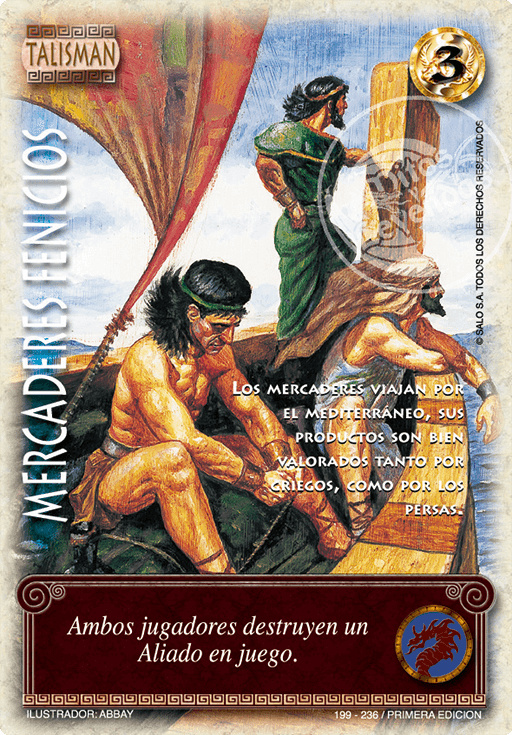 TALISMAN
3
MERCADERES FENICIOS
© SALO S.A. TODOS LOS DERECHOS RESERVADOS
Mitos y
Leyendas
LOS MERCADERES VIAJAN POR
EL MEDITERRÁNEO, SUS
PRODUCTOS SON BIEN
VALORADOS TANTO POR
GRIEGOS, COMO POR LOS
PERSAS.
Ambos jugadores destruyen un
Aliado en juego.
ILUSTRADOR: ABBAY
199 - 236 / PRIMERA EDICION